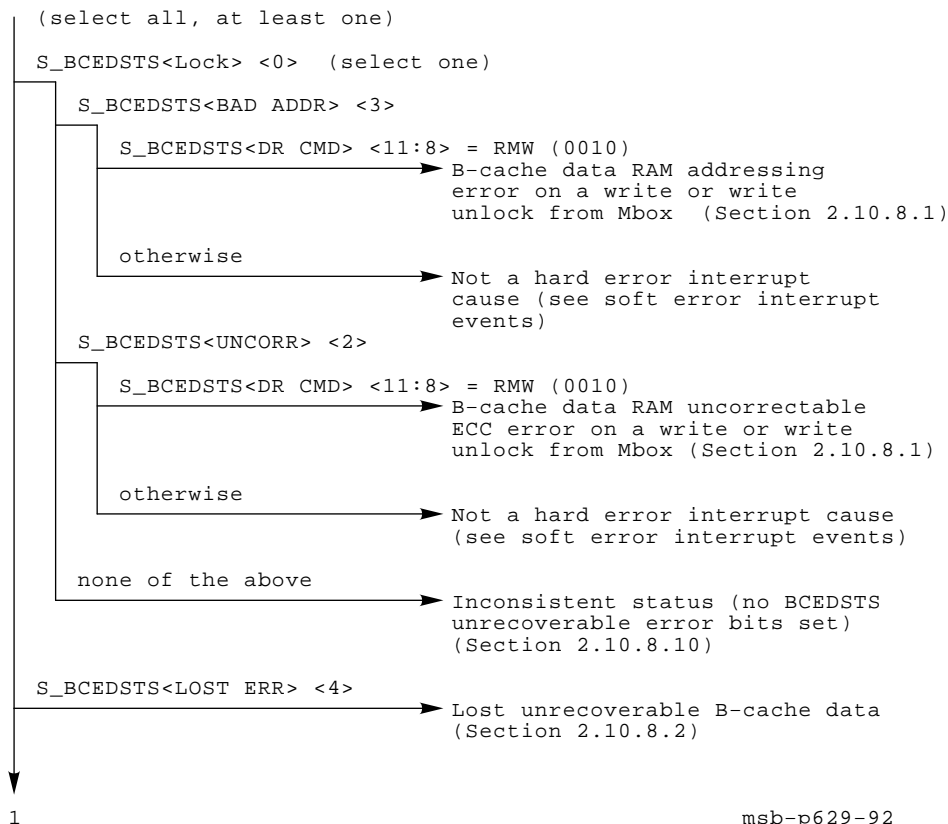 (select all, at least one)
S_BCEDSTS<Lock> <0> (select one)
S_BCEDSTS<BAD ADDR> <3>
S_BCEDSTS<DR CMD> <11:8> = RMW (0010)
B-cache data RAM addressing
error on a write or write
unlock from Mbox (Section 2.10.8.1)
otherwise
Not a hard error interrupt
cause (see soft error interrupt
events)
S_BCEDSTS<UNCORR> <2>
S_BCEDSTS<DR CMD> <11:8> = RMW (0010)
B-cache data RAM uncorrectable
ECC error on a write or write
unlock from Mbox (Section 2.10.8.1)
otherwise
Not a hard error interrupt cause
(see soft error interrupt events)
none of the above
Inconsistent status (no BCEDSTS
unrecoverable error bits set)
(Section 2.10.8.10)
S_BCEDSTS<LOST ERR> <4>
Lost unrecoverable B-cache data
(Section 2.10.8.2)
1
msb-p629-92